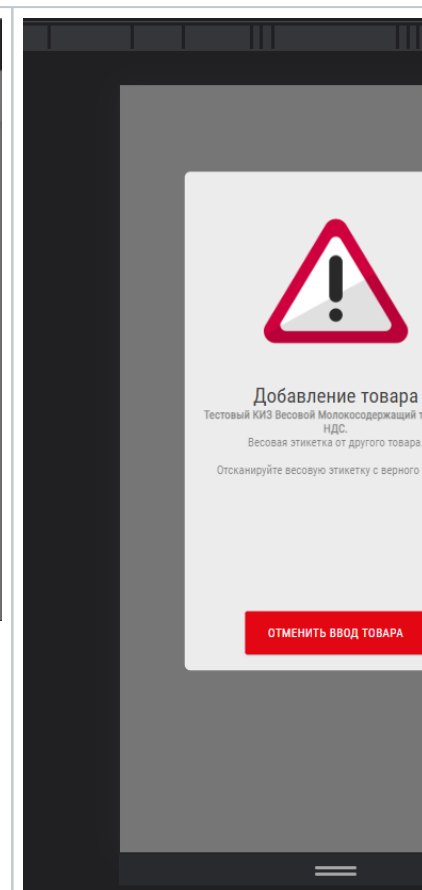 Добавление товара
Тестовый КИЗ Весовой Молокосодержащий
НДС.
Весовая этикетка от другого товара.
Отсканируйте весовую этикетку с верного
ОТМЕНИТЬ ВВОД ТОВАРА